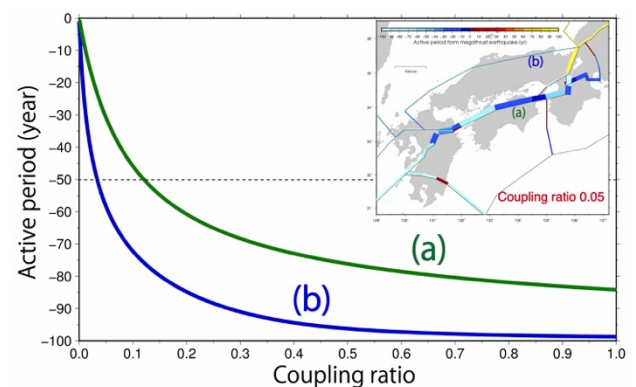 0
-10
-20
-30
-40
-50
-60
-70
-80
-90
-100
Active period (year)
0.0 0.1 0.2 0.3 0.4 0.5 0.6 0.7 0.8 0.9 1.0
Coupling ratio
(a)
(b)
Active period form megathrust earthquake (yr)
(b)
(a)
Coupling ratio 0.05